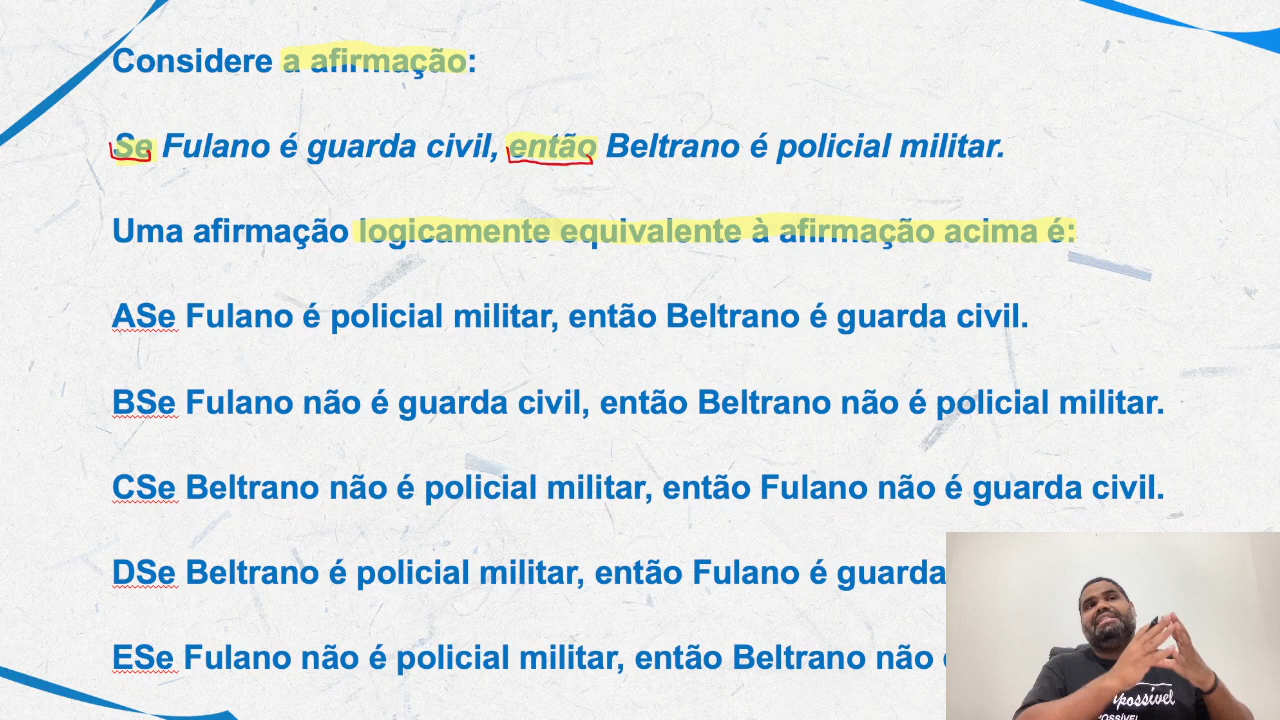 Considere a afirmação:
Se Fulano é guarda civil, então Beltrano é policial militar.
Uma afirmação logicamente equivalente à afirmação acima é:
ASe Fulano é policial militar, então Beltrano é guarda civil.
BSe Fulano não é guarda civil, então Beltrano não é policial militar.
CSe Beltrano não é policial militar, então Fulano não é guarda civil.
DSe Beltrano é policial militar, então Fulano é guarda
ESe Fulano não é policial militar, então Beltrano não